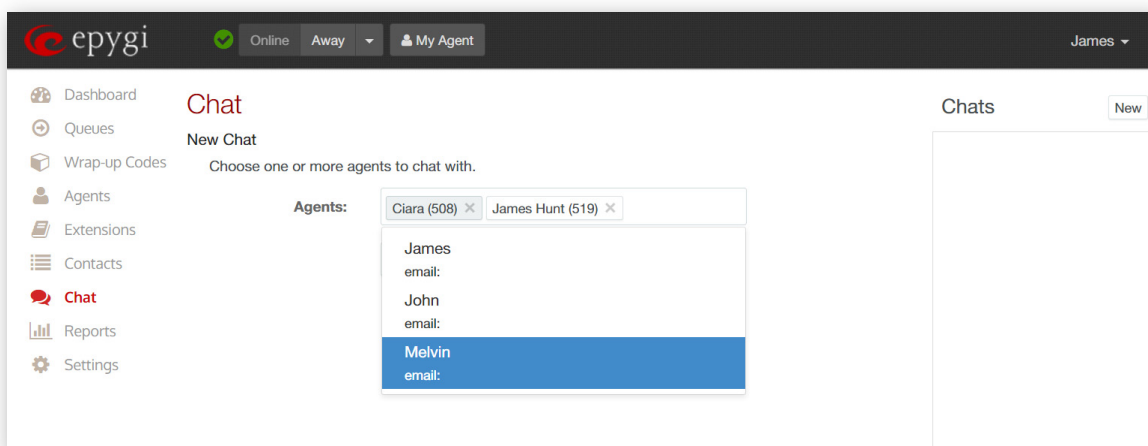 epygi
Online Away My Agent
James
Dashboard
Queues
Wrap-up Codes
Agents
Extensions
Contacts
Chat
Reports
Settings
Chat
New Chat
Choose one or more agents to chat with.
Agents:
Ciara (508) × James Hunt (519) ×
James
email:
John
email:
Melvin
email:
Chats
New